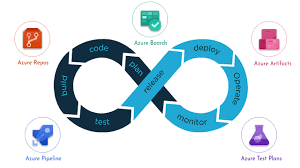 Azure Boards
Azure Repos
code
deploy
Azure Artifacts
plan
release
build
Operate
test
monitor
Azure Pipeline
Azure Test Plans